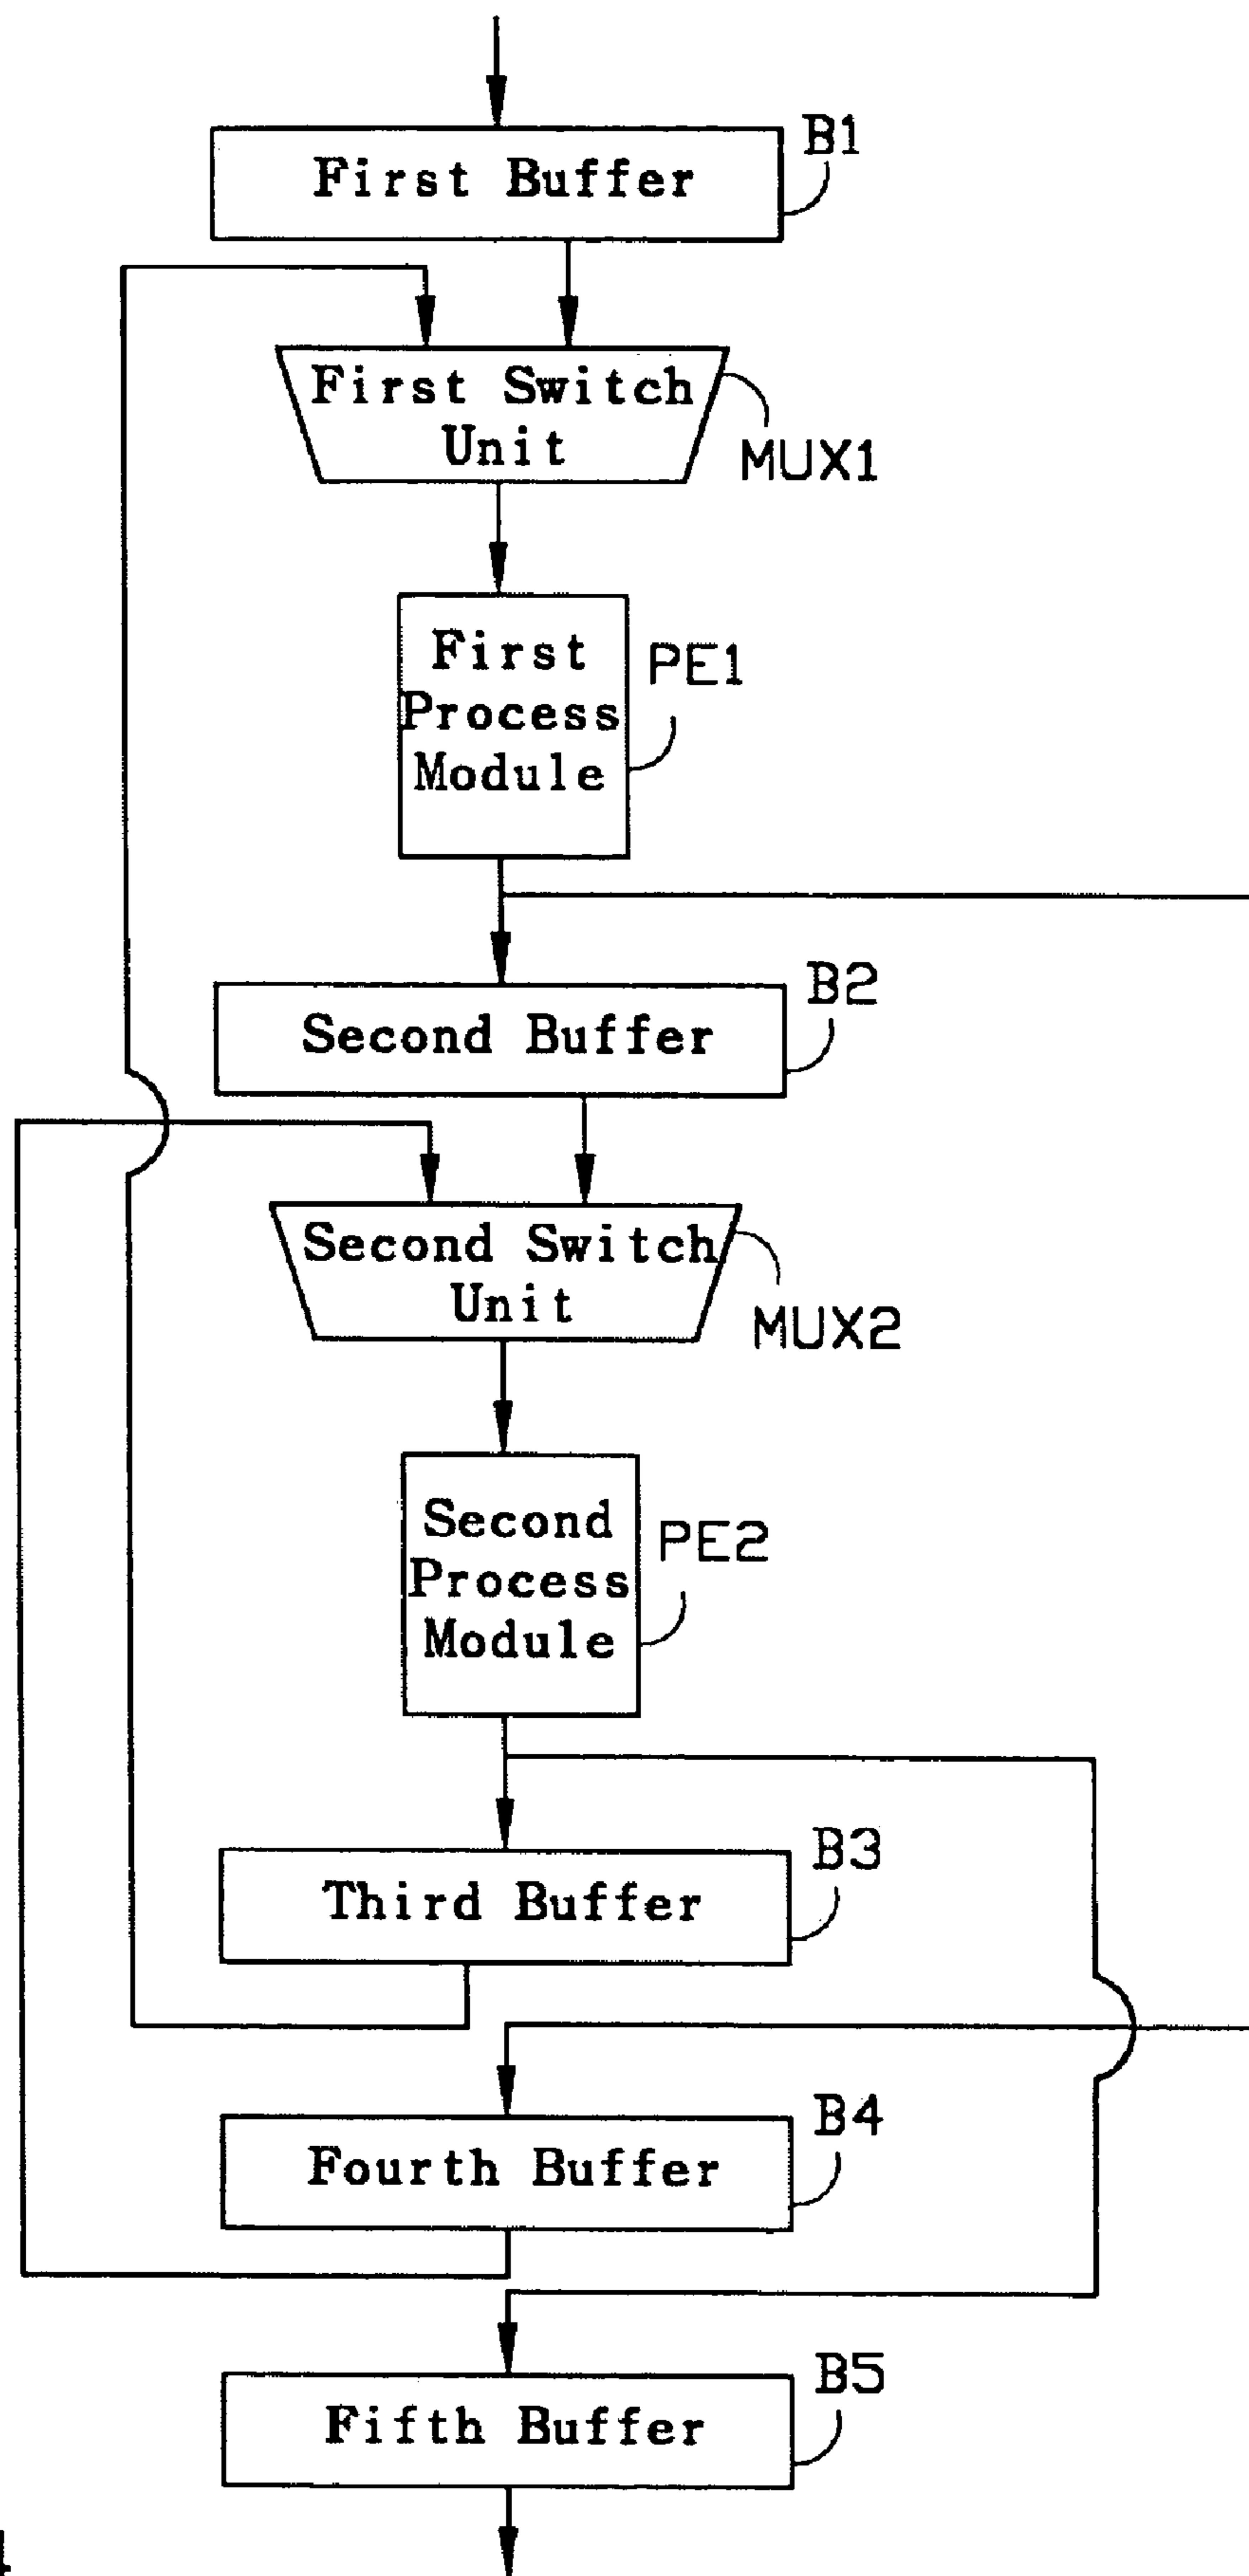 B1
First Buffer
First Switch
Unit
MUX1
First
Process
Module
PE1
B2
Second Buffer
Second Switch
Unit
MUX2
Second
Process
Module
PE2
B3
Third Buffer
B4
Fourth Buffer
B5
Fifth Buffer